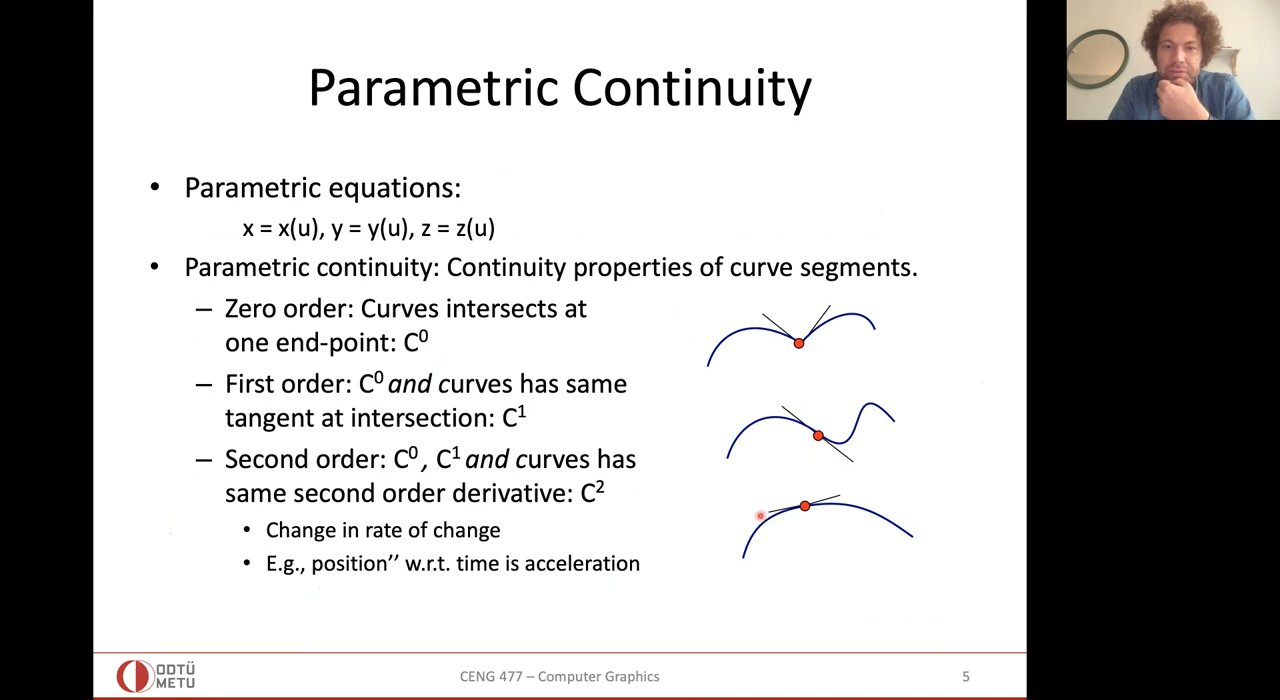 Parametric Continuity
• Parametric equations:
x = x(u), y = y(u), z = z(u)
• Parametric continuity: Continuity properties of curve segments.
– Zero order: Curves intersects at
one end-point: C⁰
– First order: C⁰ and curves has same
tangent at intersection: C¹
– Second order: C⁰, C¹ and curves has
same second order derivative: C²
• Change in rate of change
• E.g., position’’ w.r.t. time is acceleration
ODTÜ
METU
CENG 477 – Computer Graphics
5